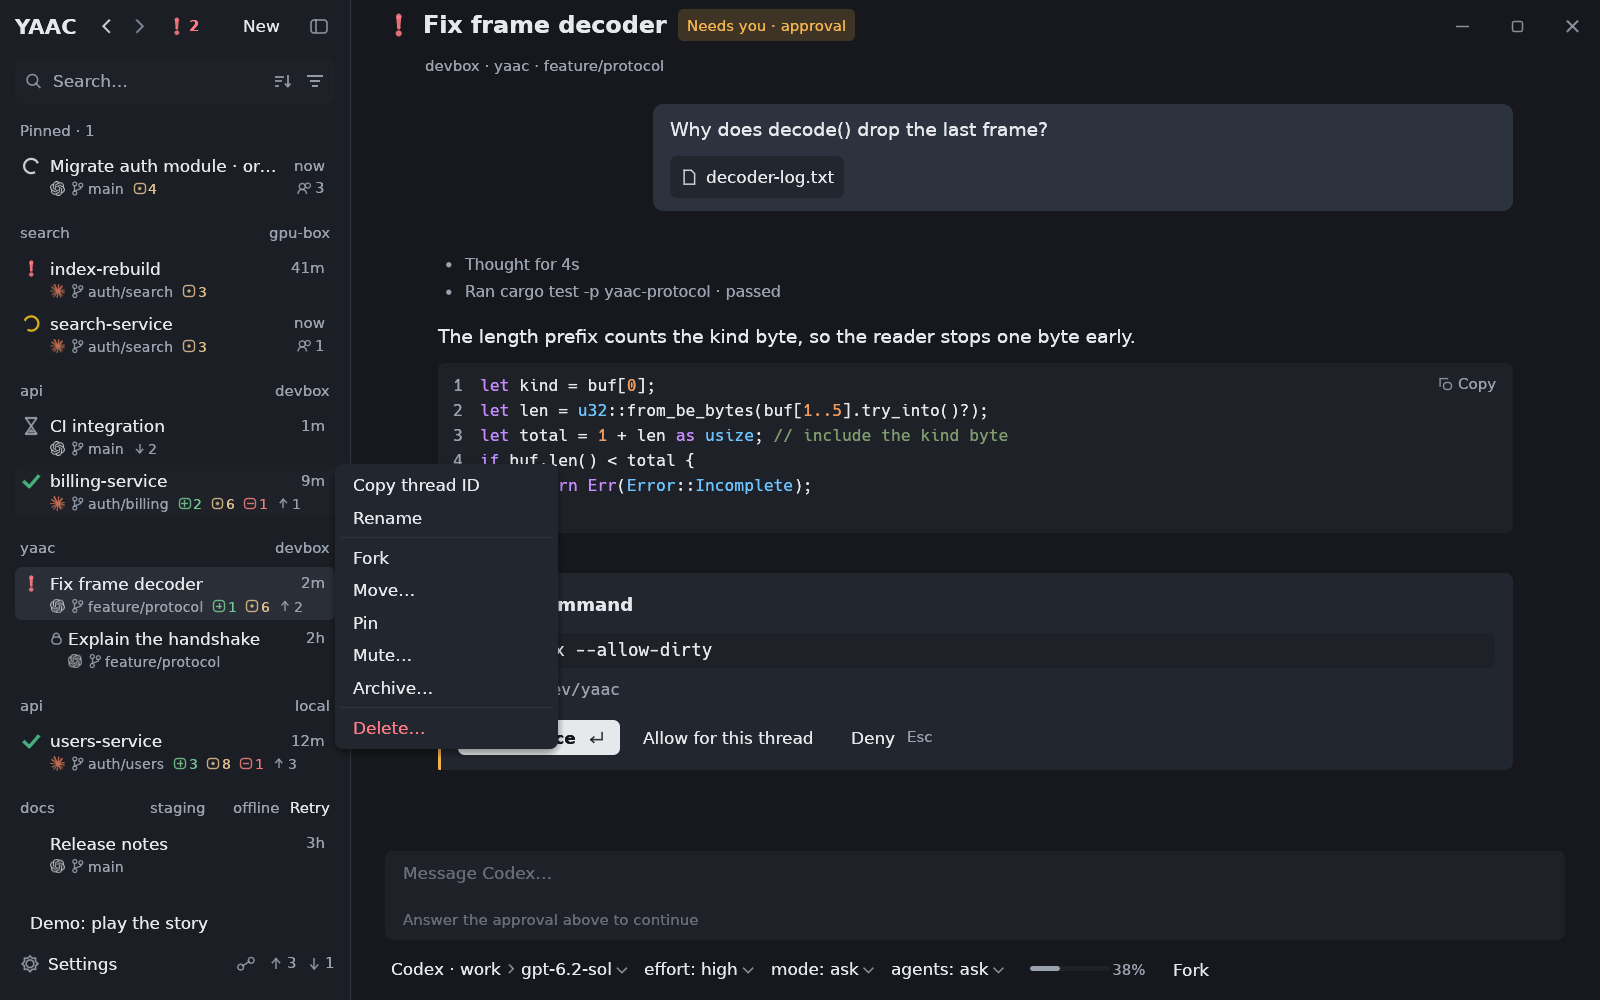 YAAC
2
New
Search...
Pinned · 1
Migrate auth module · or... now
main 4 3
search gpu-box
index-rebuild 41m
auth/search 3
search-service now
auth/search 3 1
api devbox
CI integration 1m
main ↓2
billing-service 9m
auth/billing 2 6 1 ↑1
yaac devbox
Fix frame decoder 2m
feature/protocol 1 6 ↑2
Explain the handshake 2h
feature/protocol
api local
users-service 12m
auth/users 3 8 1 ↑3
docs staging offline Retry
Release notes 3h
main
Demo: play the story
Settings ↑3 ↓1
Fix frame decoder Needs you · approval
devbox · yaac · feature/protocol
Why does decode() drop the last frame?
decoder-log.txt
• Thought for 4s
• Ran cargo test -p yaac-protocol · passed
The length prefix counts the kind byte, so the reader stops one byte early.
Copy
1 let kind = buf[0];
2 let len = u32::from_be_bytes(buf[1..5].try_into()?);
3 let total = 1 + len as usize; // include the kind byte
4 if buf.len() < total {
rn Err(Error::Incomplete);
Copy thread ID
Rename
Fork
Move...
Pin
Mute...
Archive...
Delete...
mmand
x --allow-dirty
ev/yaac
ce
Allow for this thread
Deny Esc
Message Codex...
Answer the approval above to continue
Codex · work › gpt-6.2-sol effort: high mode: ask agents: ask 38% Fork